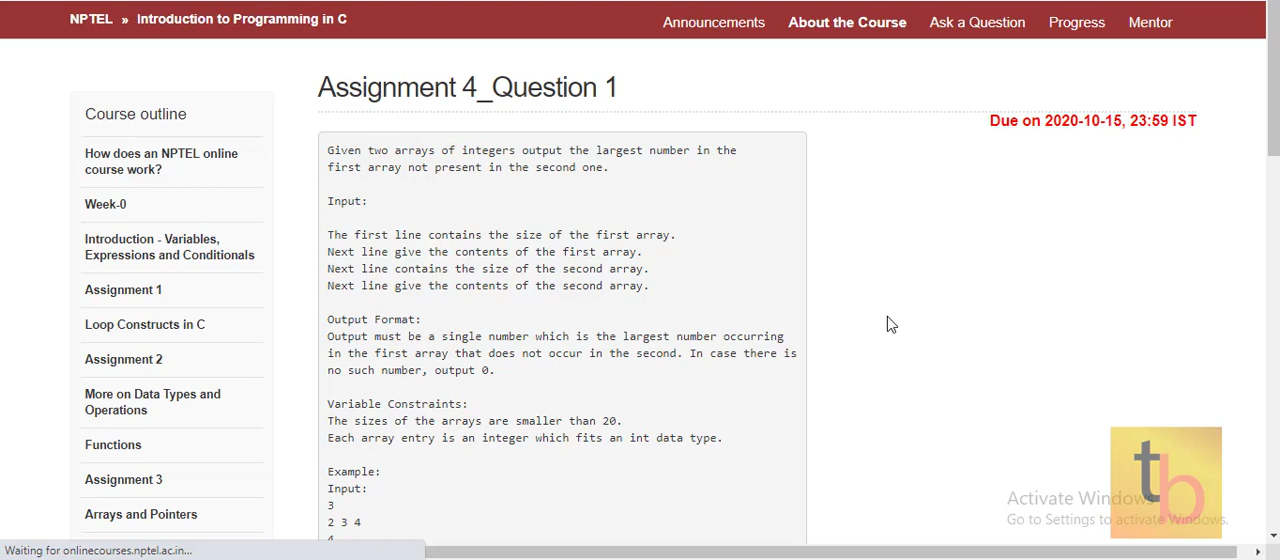 NPTEL » Introduction to Programming in C
Announcements About the Course Ask a Question Progress Mentor
Assignment 4_Question 1
Due on 2020-10-15, 23:59 IST
Course outline
How does an NPTEL online
course work?
Week-0
Introduction - Variables,
Expressions and Conditionals
Assignment 1
Loop Constructs in C
Assignment 2
More on Data Types and
Operations
Functions
Assignment 3
Arrays and Pointers
Given two arrays of integers output the largest number in the
first array not present in the second one.
Input:
The first line contains the size of the first array.
Next line give the contents of the first array.
Next line contains the size of the second array.
Next line give the contents of the second array.
Output Format:
Output must be a single number which is the largest number occurring
in the first array that does not occur in the second. In case there is
no such number, output 0.
Variable Constraints:
The sizes of the arrays are smaller than 20.
Each array entry is an integer which fits an int data type.
Example:
Input:
3
2 3 4
4
tb
Activate Windows
Go to Settings to activate Windows.
Waiting for onlinecourses.nptel.ac.in...